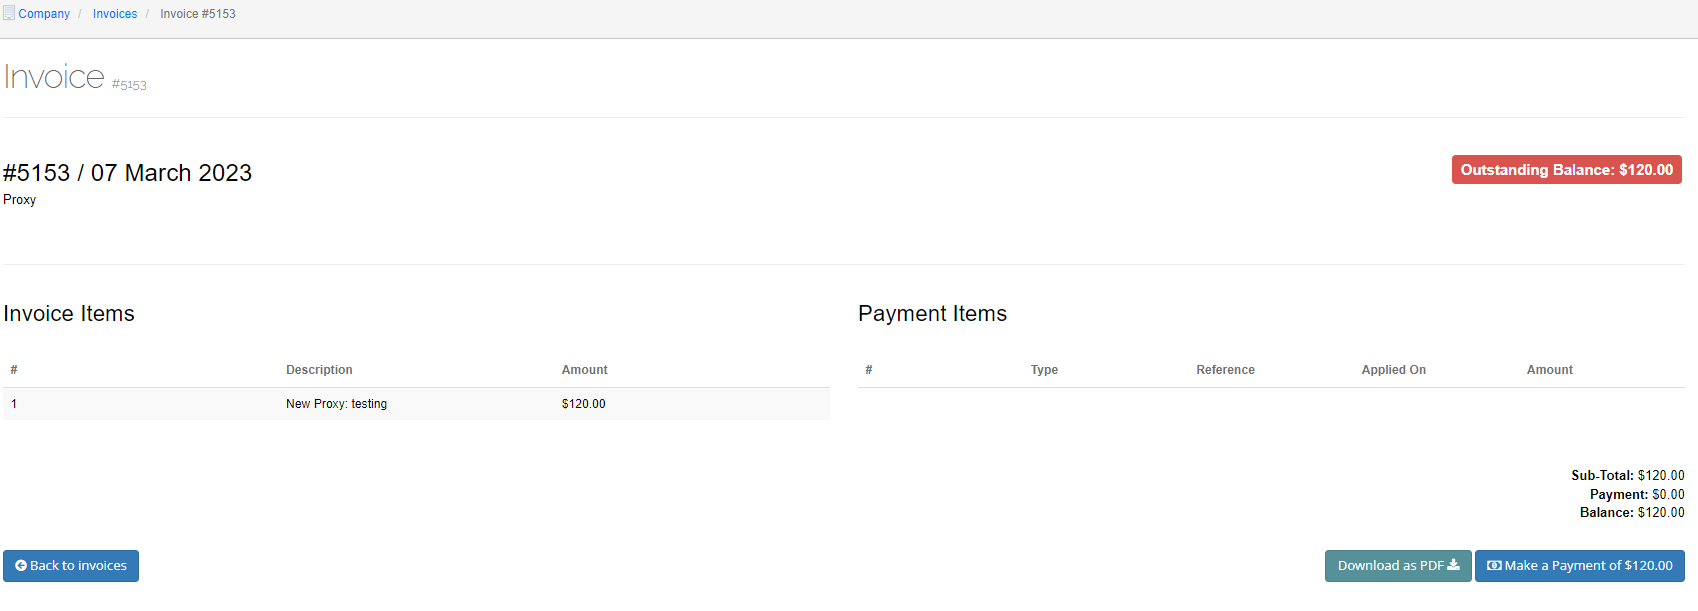 Company / Invoices / Invoice #5153
Invoice #5153
#5153 / 07 March 2023
Outstanding Balance: $120.00
Proxy
Invoice Items
# Description Amount
1 New Proxy: testing $120.00
Payment Items
# Type Reference Applied On Amount
Sub-Total: $120.00
Payment: $0.00
Balance: $120.00
Back to invoices
Download as PDF
Make a Payment of $120.00